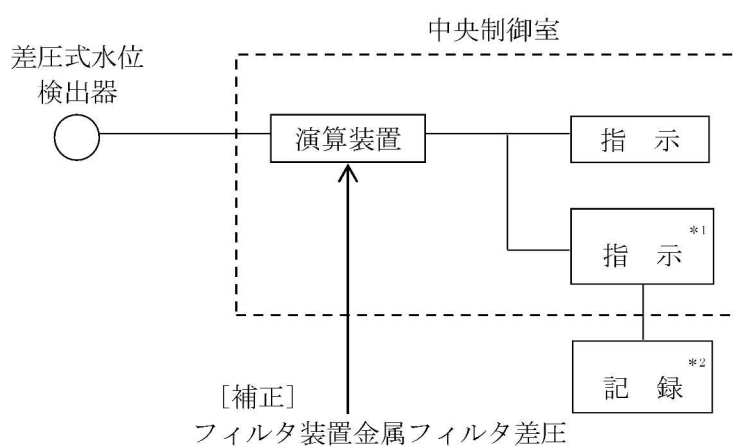 中央制御室
差圧式水位
検出器
演算装置
指　示
指　示 *1
記　録 *2
［補正］
フィルタ装置金属フィルタ差圧